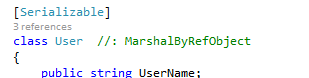 [Serializable]
3 references
class User  //: MarshalByRefObject
{
    public string UserName;